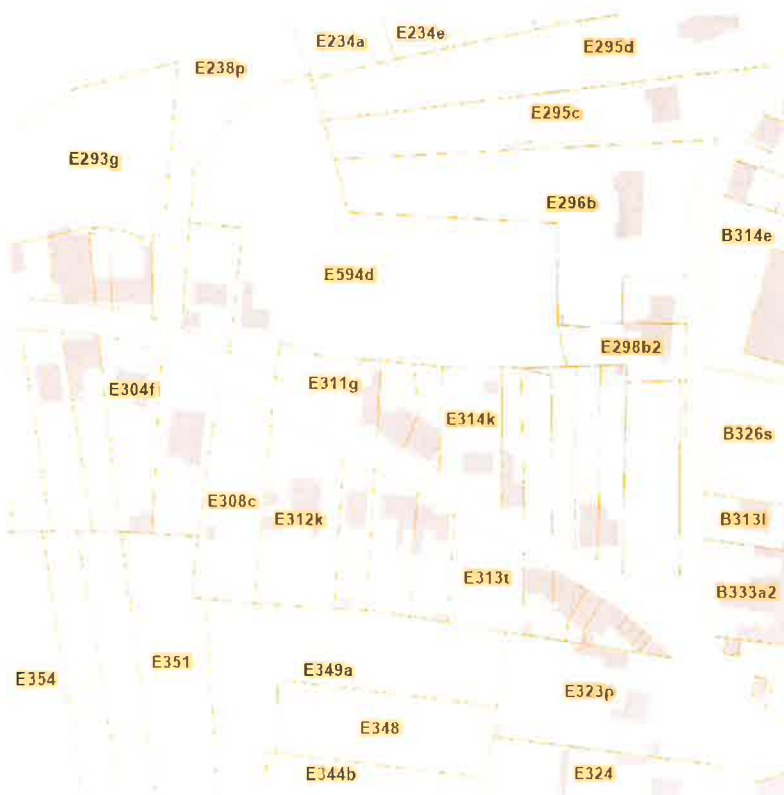 E234a
E234e
E295d
E238p
E295c
E293g
E296b
B314e
E594d
E298b2
E304f
E311g
E314k
B326s
E308c
E312k
B313l
E313t
B333a2
E354
E351
E349a
E323p
E348
E344b
E324